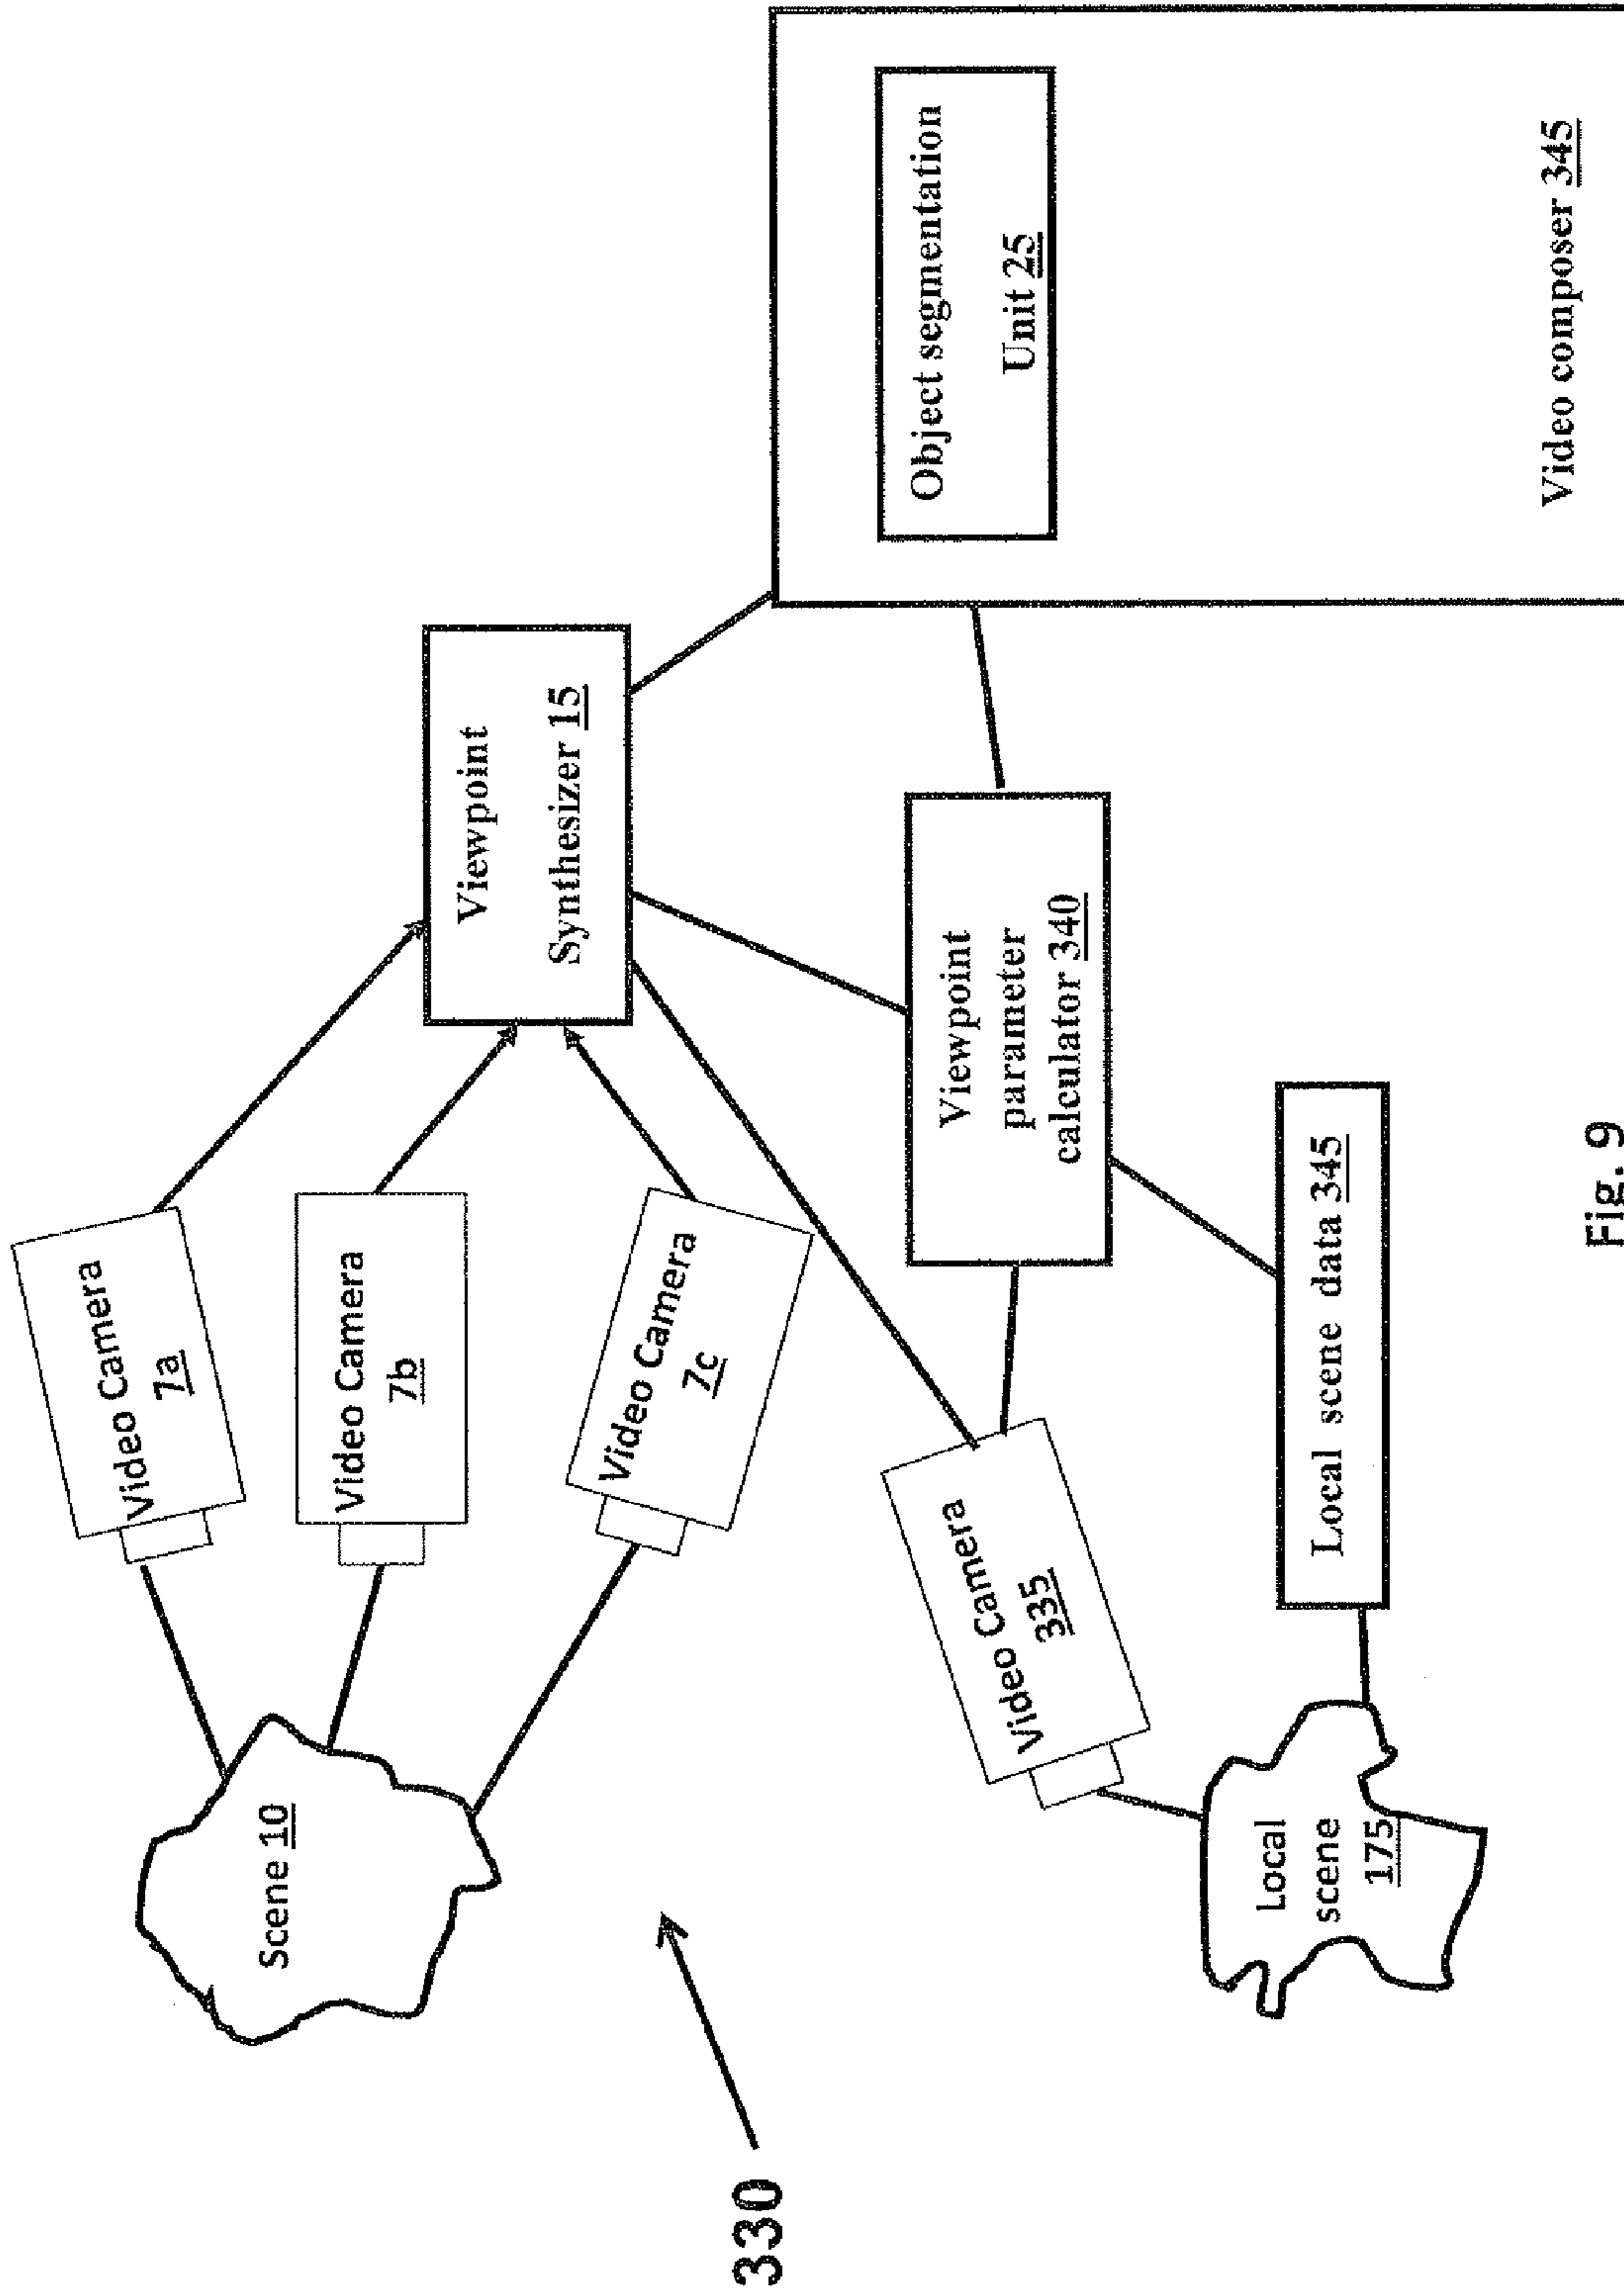 Scene 10
Video Camera
7a
Video Camera
7b
Video Camera
7c
Viewpoint
Synthesizer 15
330
Video Camera
335
Viewpoint
parameter
calculator 340
Object segmentation
Unit 25
Video composer 345
Local
scene
175
Local scene data 345
Fig. 9